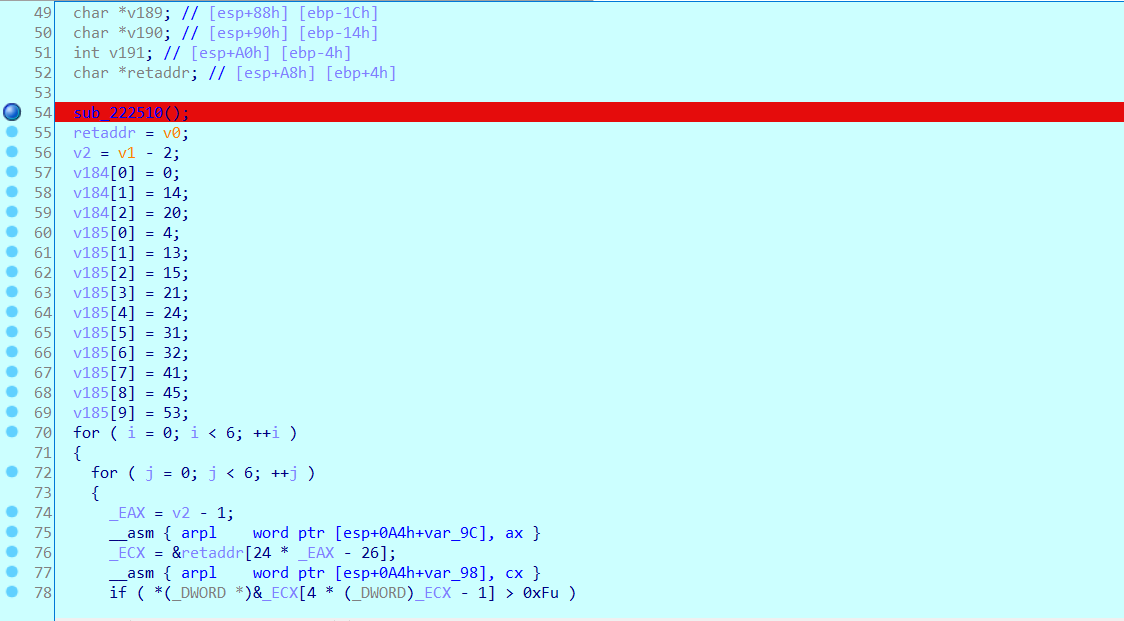 49 char *v189; // [esp+88h] [ebp-1Ch]
50 char *v190; // [esp+90h] [ebp-14h]
51 int v191; // [esp+A0h] [ebp-4h]
52 char *retaddr; // [esp+A8h] [ebp+4h]
53
54 sub_222510();
55 retaddr = v0;
56 v2 = v1 - 2;
57 v184[0] = 0;
58 v184[1] = 14;
59 v184[2] = 20;
60 v185[0] = 4;
61 v185[1] = 13;
62 v185[2] = 15;
63 v185[3] = 21;
64 v185[4] = 24;
65 v185[5] = 31;
66 v185[6] = 32;
67 v185[7] = 41;
68 v185[8] = 45;
69 v185[9] = 53;
70 for ( i = 0; i < 6; ++i )
71 {
72 for ( j = 0; j < 6; ++j )
73 {
74 _EAX = v2 - 1;
75 __asm { arpl    word ptr [esp+0A4h+var_9C], ax }
76 _ECX = &retaddr[24 * _EAX - 26];
77 __asm { arpl    word ptr [esp+0A4h+var_98], cx }
78 if ( *(_DWORD *)&_ECX[4 * (_DWORD)_ECX - 1] > 0xFu )